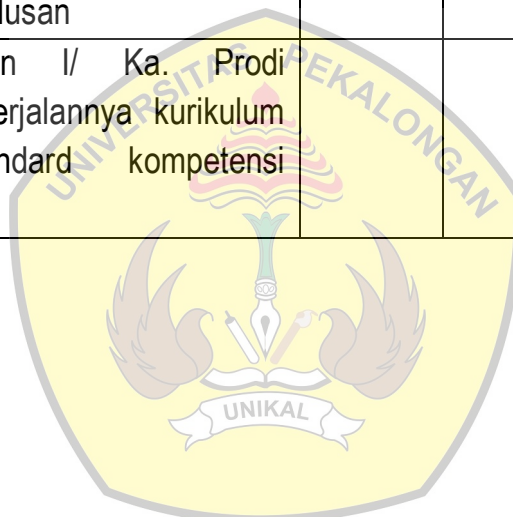 lusan
n I/ Ka. Prodi
erjalannya kurikulum
ndard kompetensi
UNIVERSITAS PEKALONGAN
UNIKAL